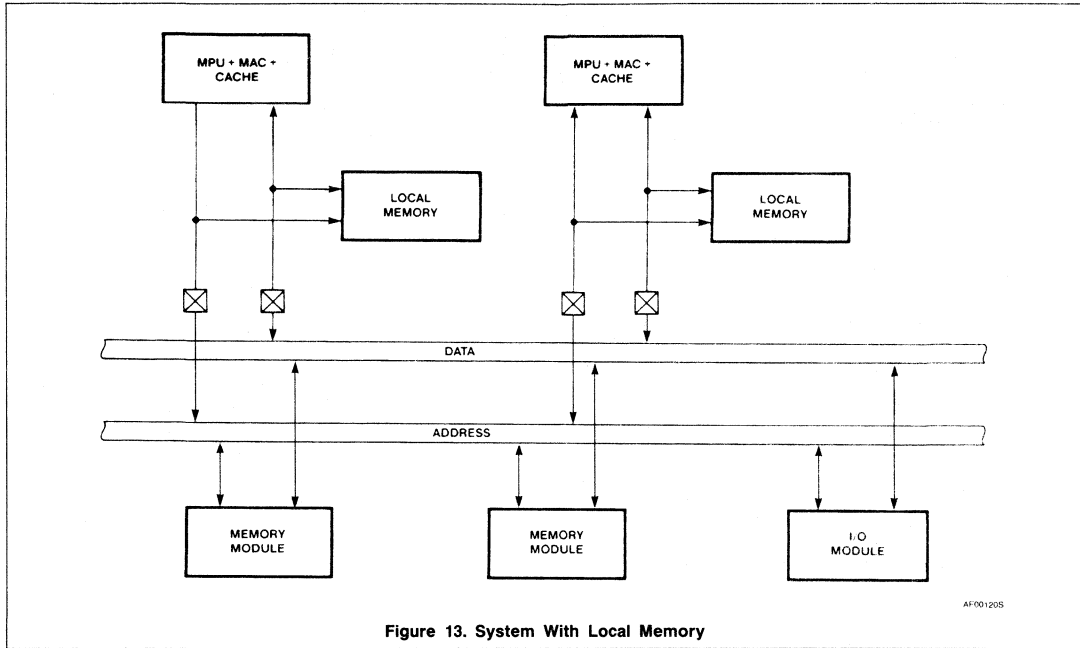 MPU + MAC +
CACHE
MPU + MAC +
CACHE
LOCAL
MEMORY
LOCAL
MEMORY
DATA
ADDRESS
MEMORY
MODULE
MEMORY
MODULE
I/O
MODULE
AF00120S
Figure 13. System With Local Memory